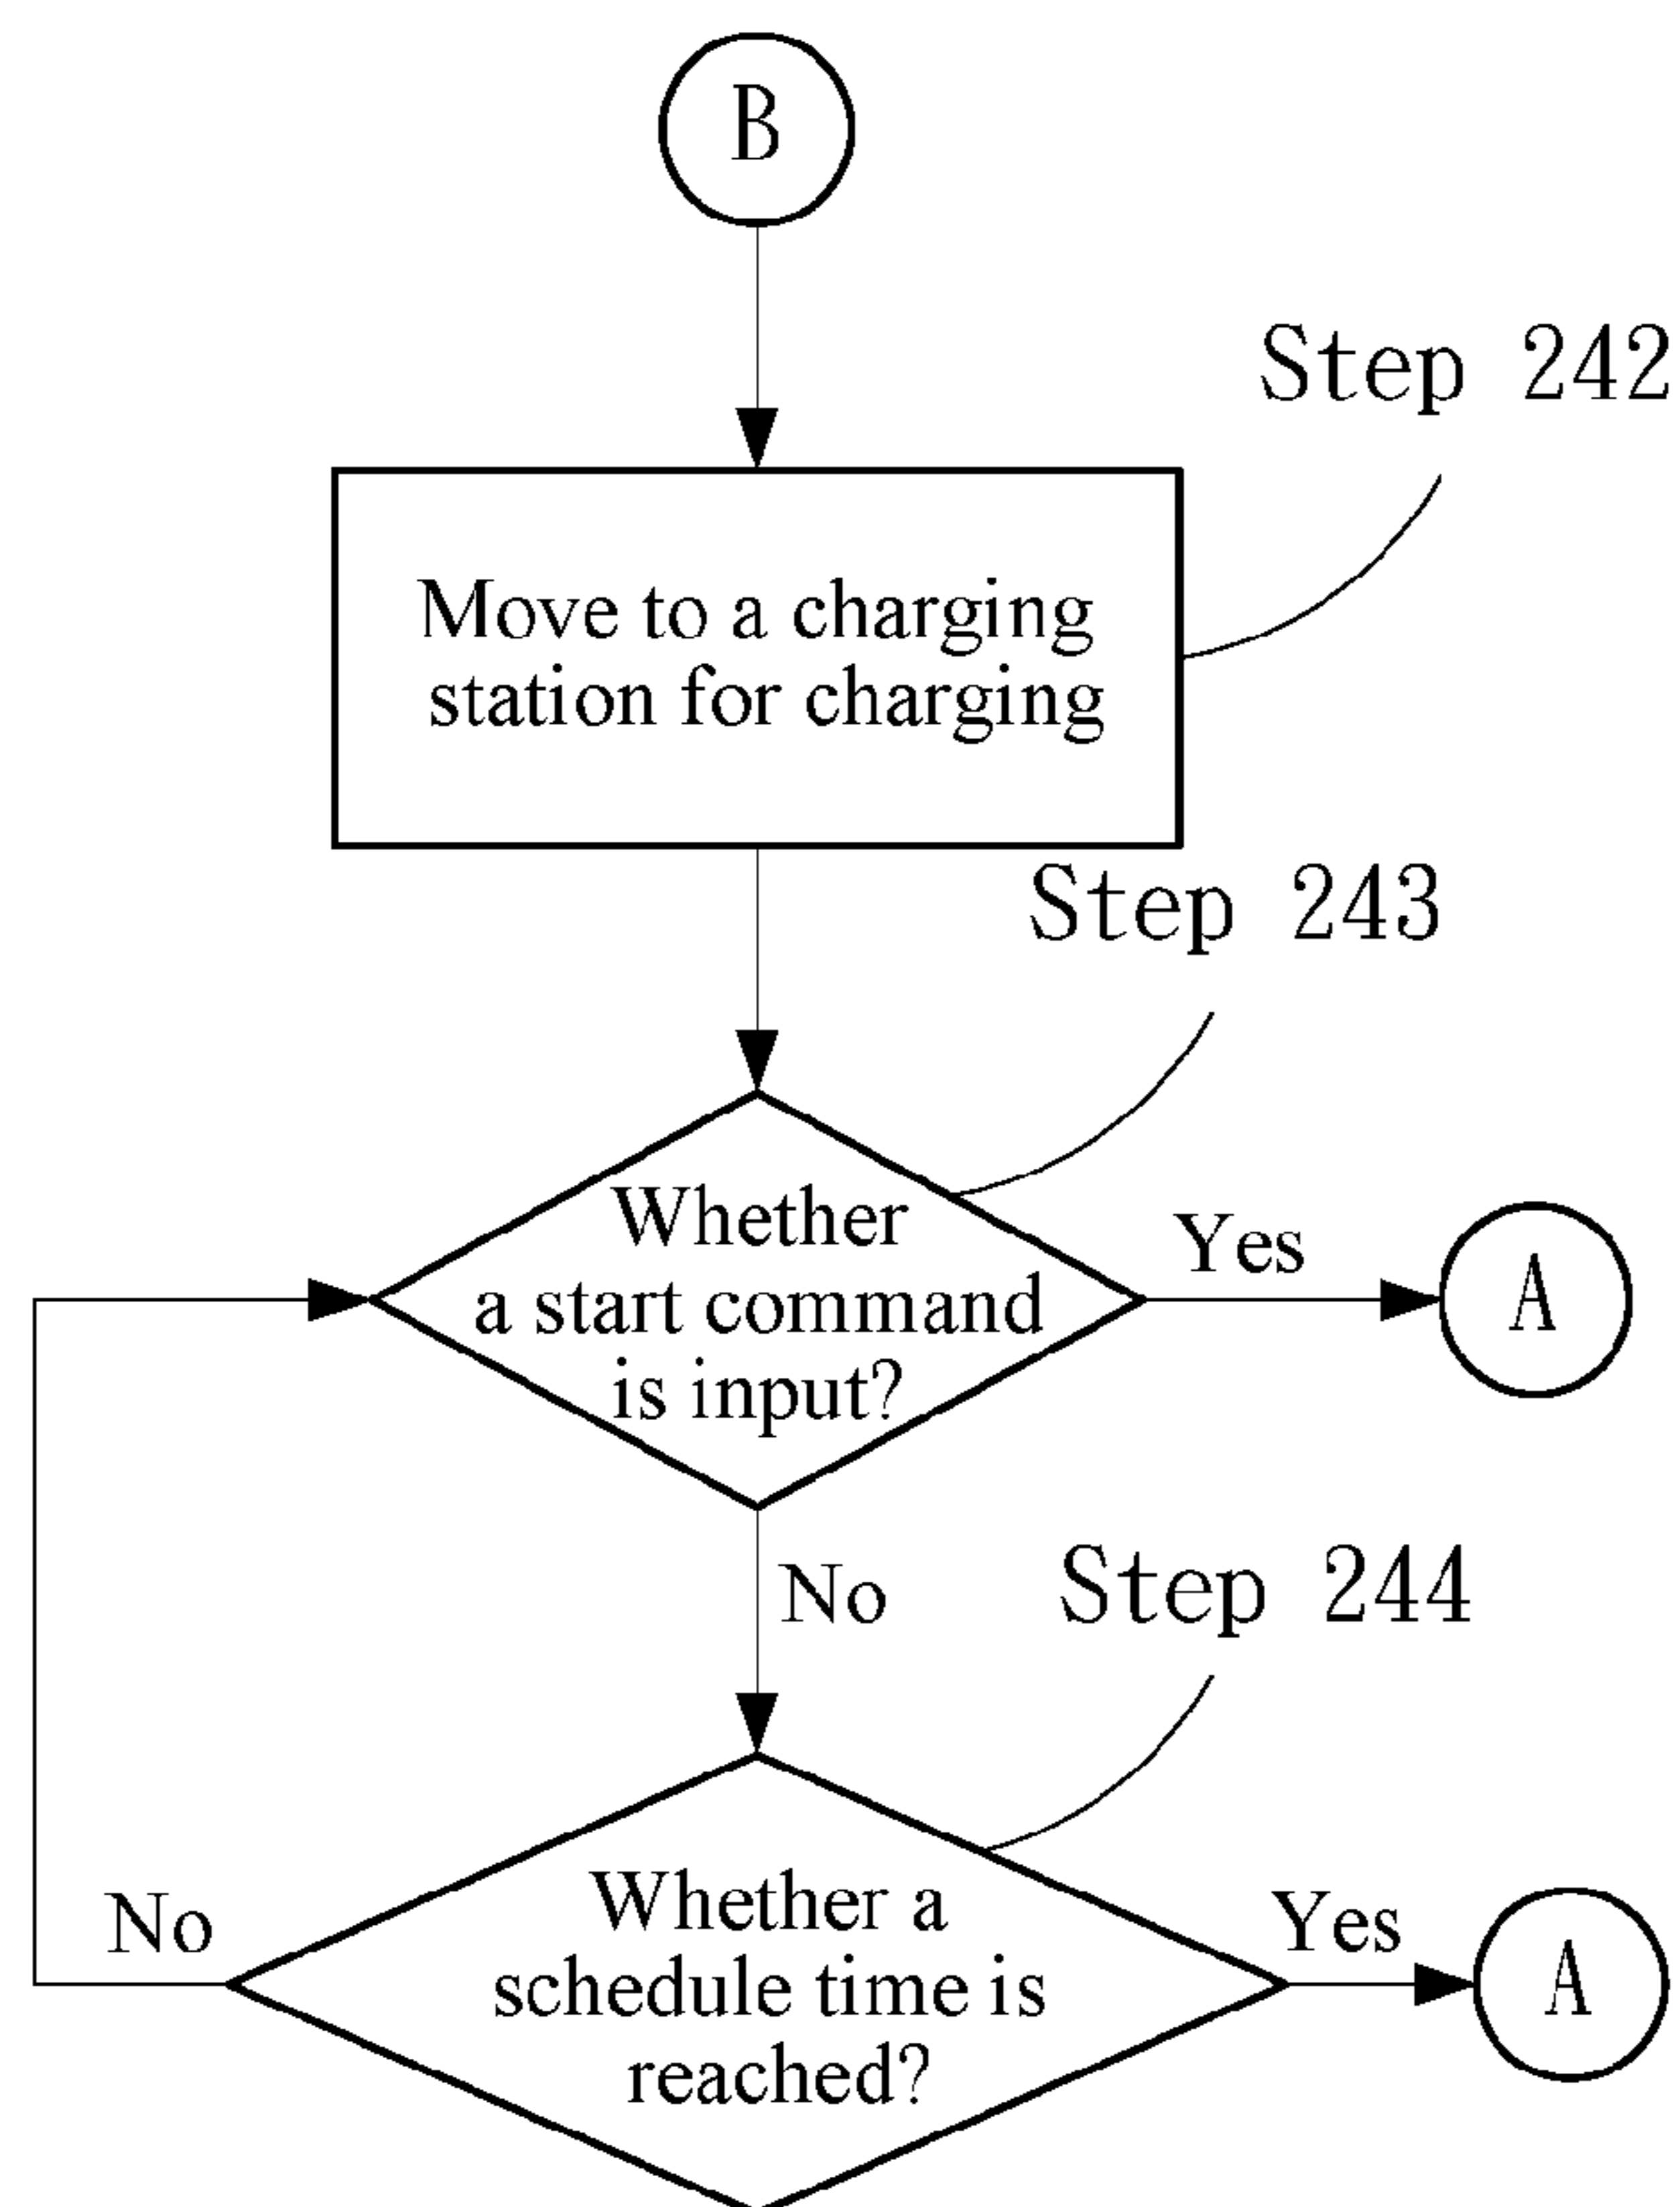 B
Step 242
Move to a charging
station for charging
Step 243
Whether
a start command
is input?
Yes
A
No
Step 244
Whether a
schedule time is
reached?
No
Yes
A